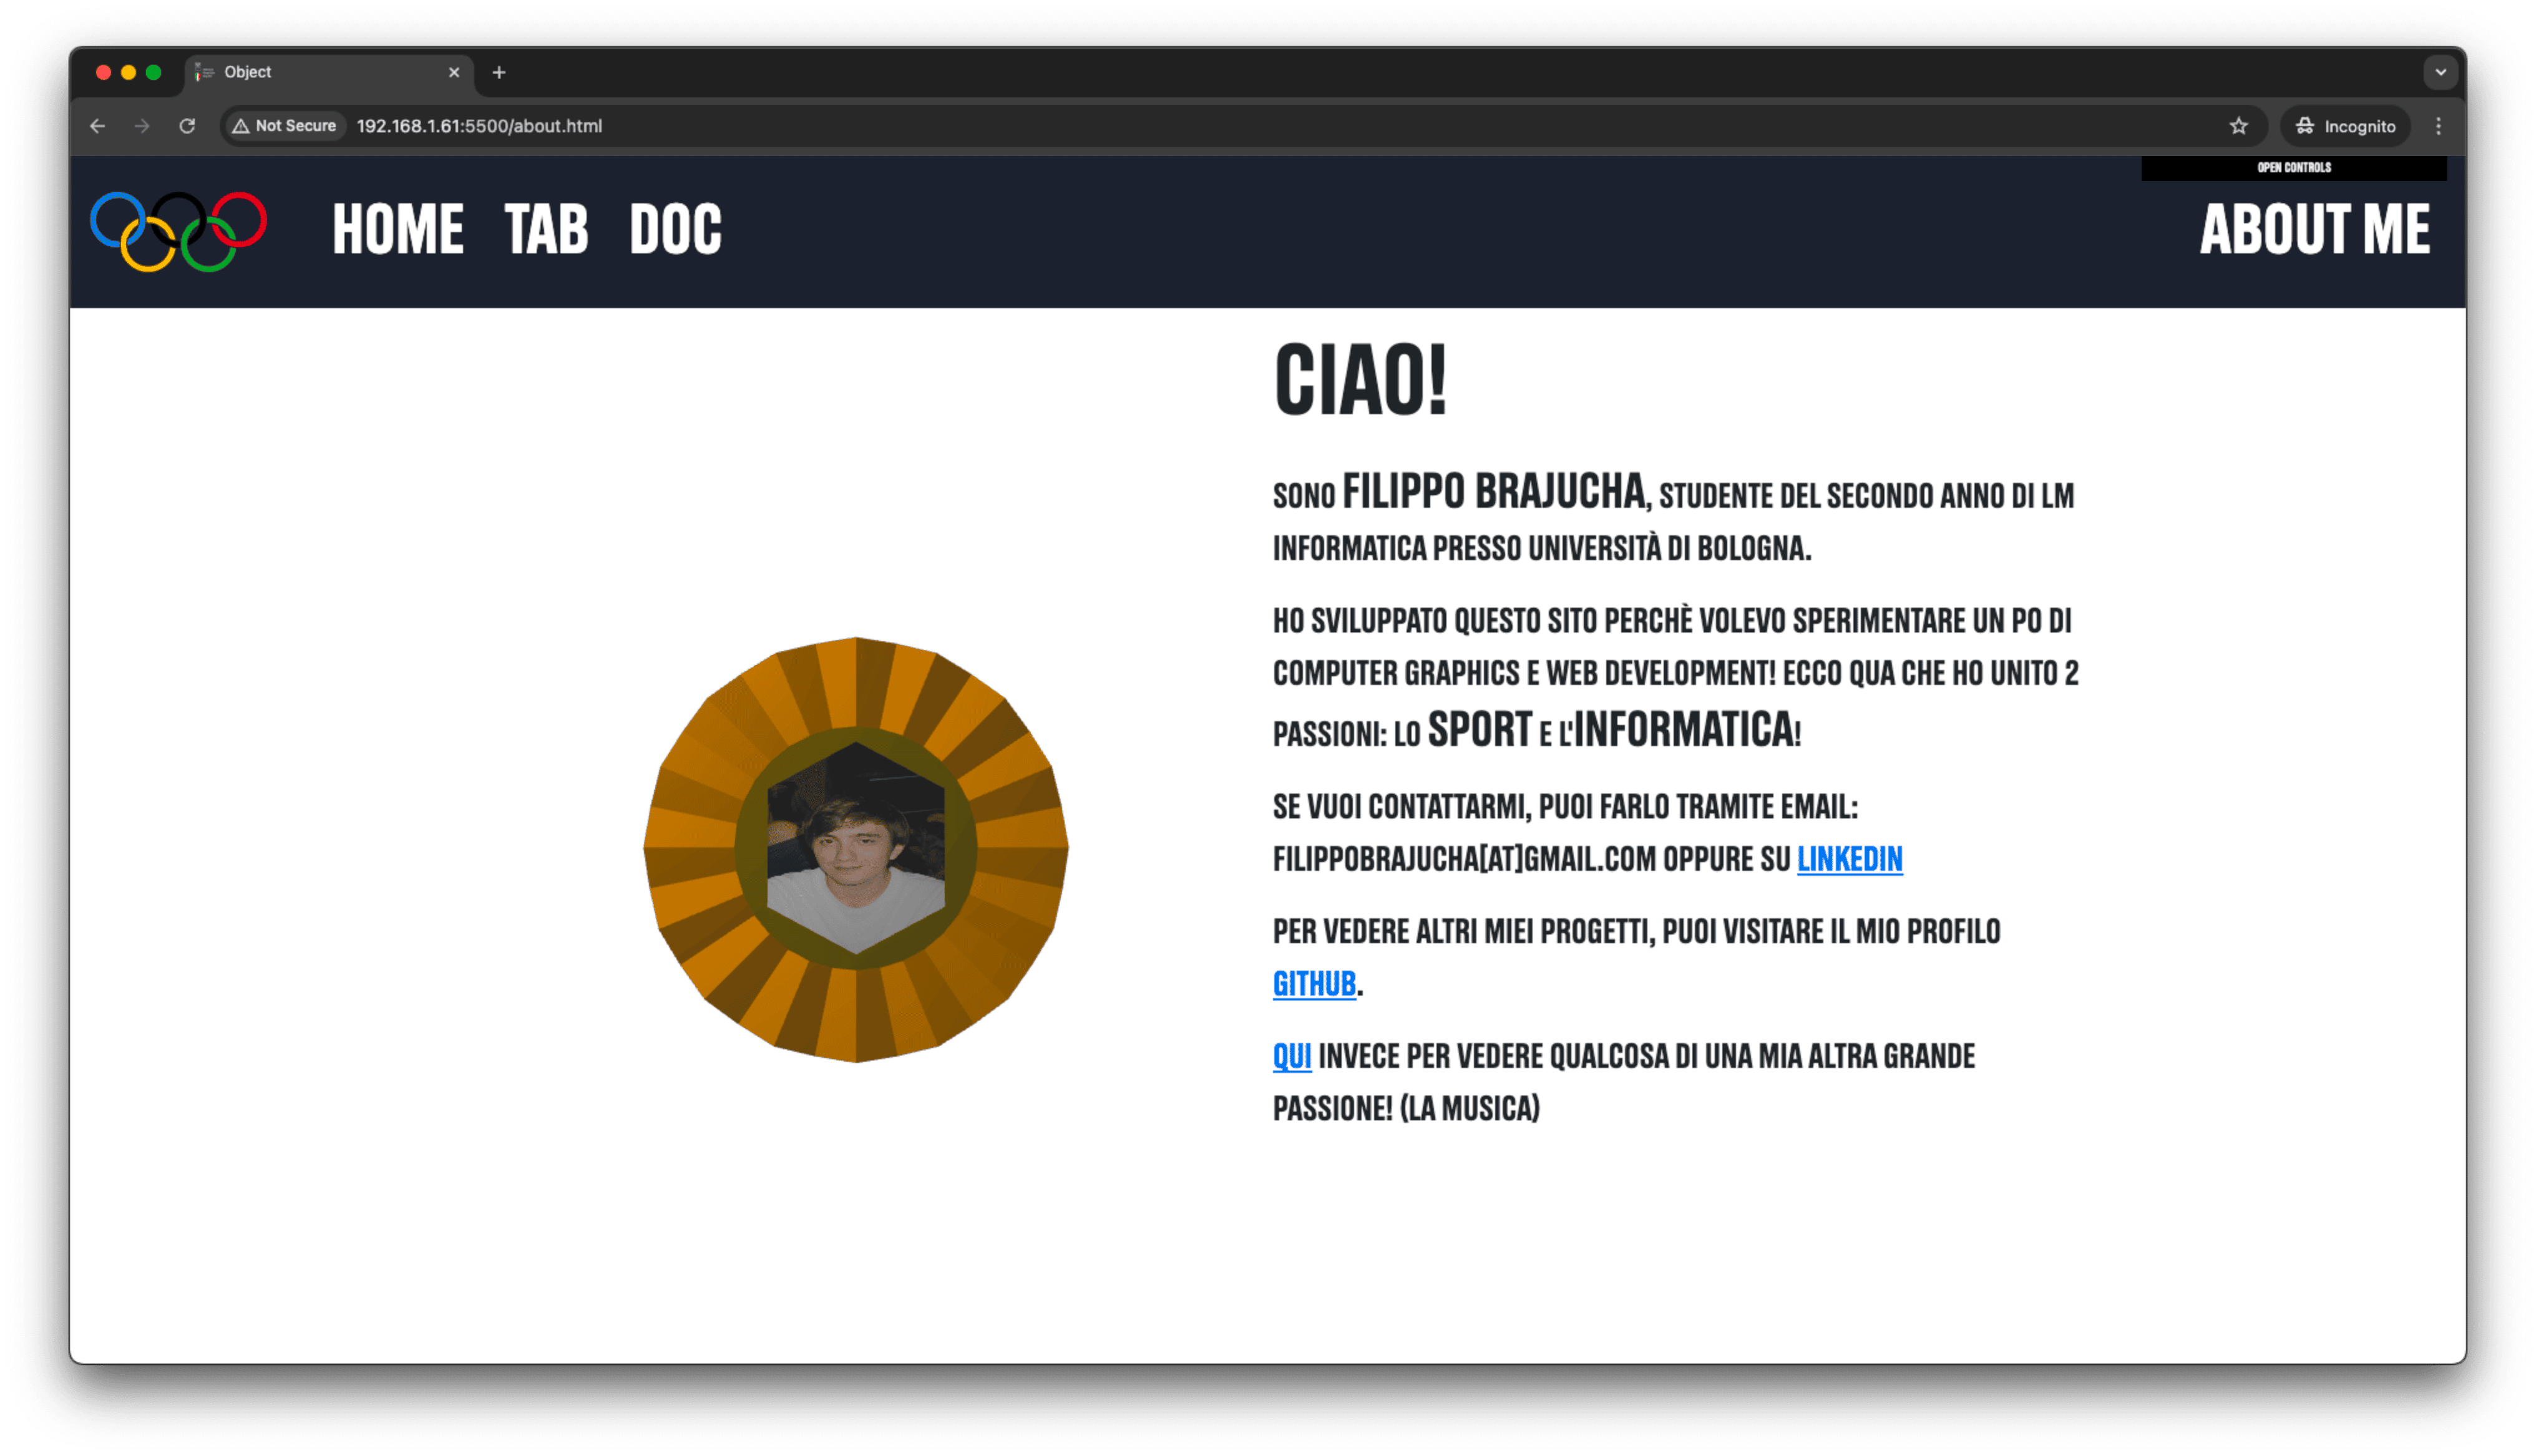 Object
Not Secure 192.168.1.61:5500/about.html
Incognito
OPEN CONTROLS
HOME TAB DOC
ABOUT ME
CIAO!
SONO FILIPPO BRAJUCHA, STUDENTE DEL SECONDO ANNO DI LM
INFORMATICA PRESSO UNIVERSITÀ DI BOLOGNA.
HO SVILUPPATO QUESTO SITO PERCHÈ VOLEVO SPERIMENTARE UN PO DI
COMPUTER GRAPHICS E WEB DEVELOPMENT! ECCO QUA CHE HO UNITO 2
PASSIONI: LO SPORT E L'INFORMATICA!
SE VUOI CONTATTARMI, PUOI FARLO TRAMITE EMAIL:
FILIPPOBRAJUCHA[AT]GMAIL.COM OPPURE SU LINKEDIN
PER VEDERE ALTRI MIEI PROGETTI, PUOI VISITARE IL MIO PROFILO
GITHUB.
QUI INVECE PER VEDERE QUALCOSA DI UNA MIA ALTRA GRANDE
PASSIONE! (LA MUSICA)